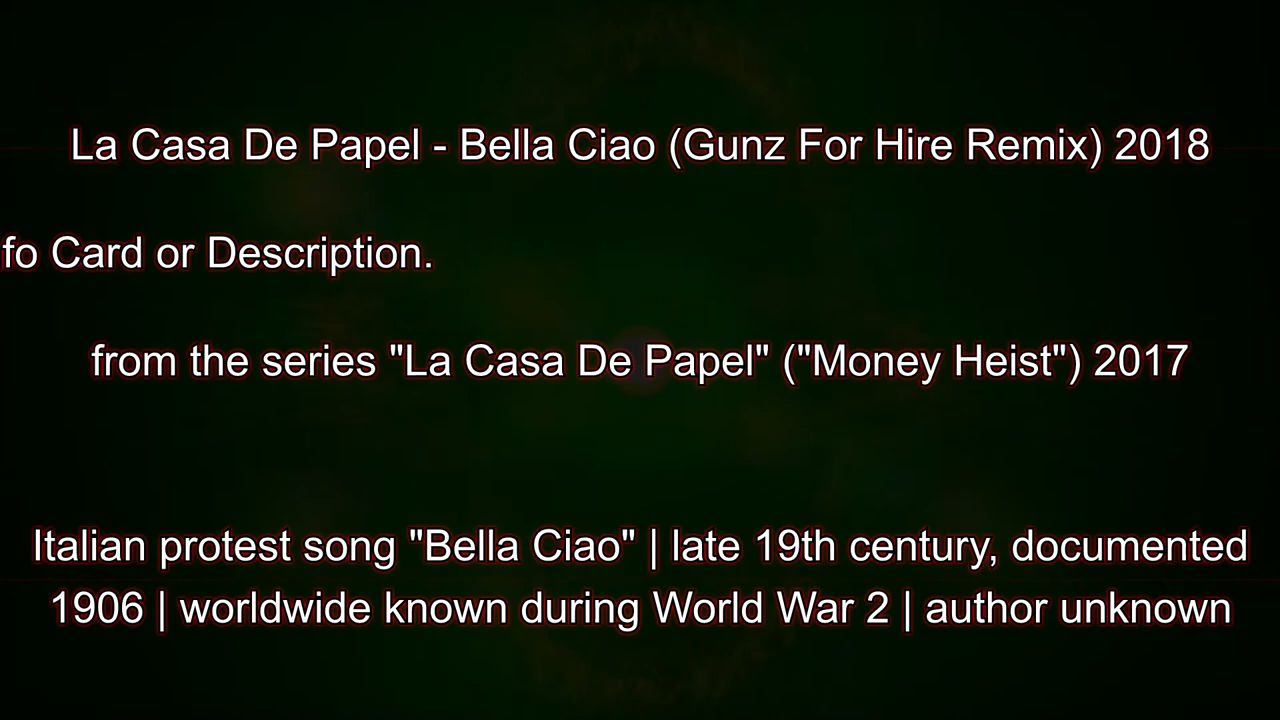 La Casa De Papel - Bella Ciao (Gunz For Hire Remix) 2018
fo Card or Description.
from the series "La Casa De Papel" ("Money Heist") 2017
Italian protest song "Bella Ciao" | late 19th century, documented
1906 | worldwide known during World War 2 | author unknown